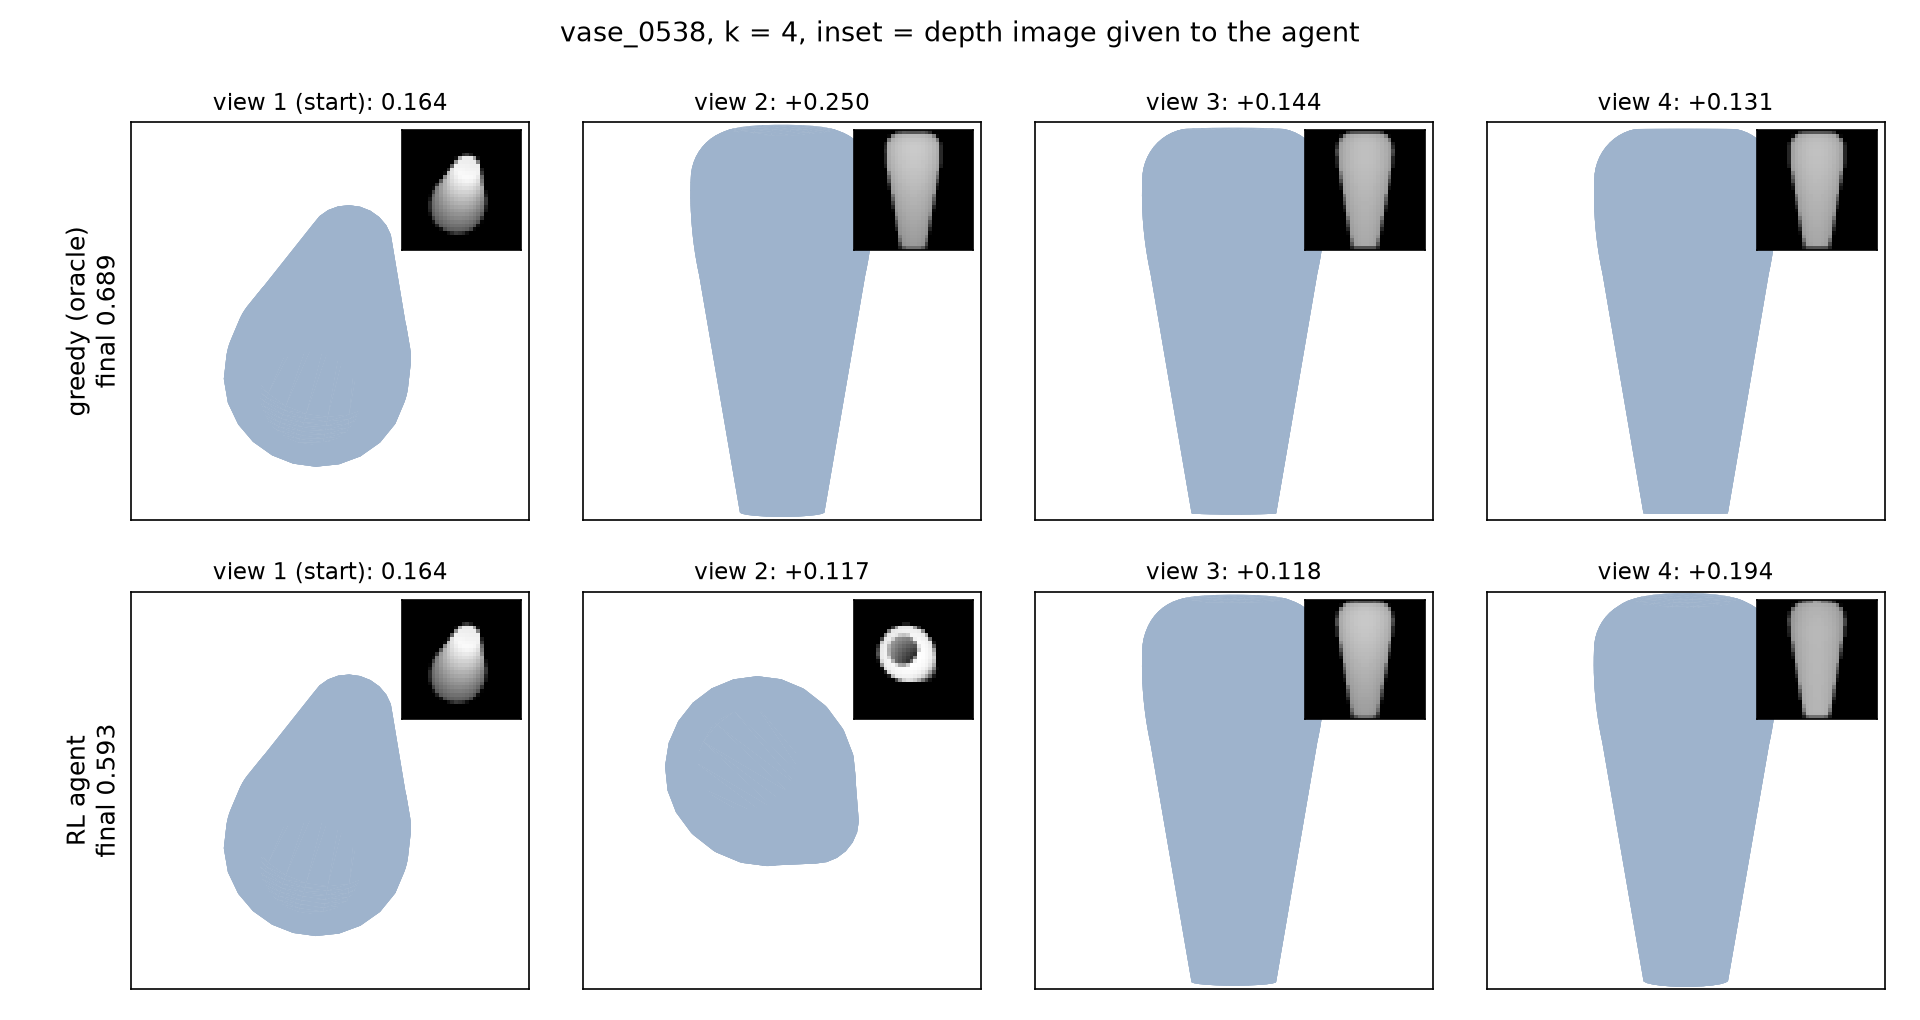 vase_0538, k = 4, inset = depth image given to the agent
view 1 (start): 0.164
view 2: +0.250
view 3: +0.144
view 4: +0.131
greedy (oracle)
final 0.689
view 1 (start): 0.164
view 2: +0.117
view 3: +0.118
view 4: +0.194
RL agent
final 0.593